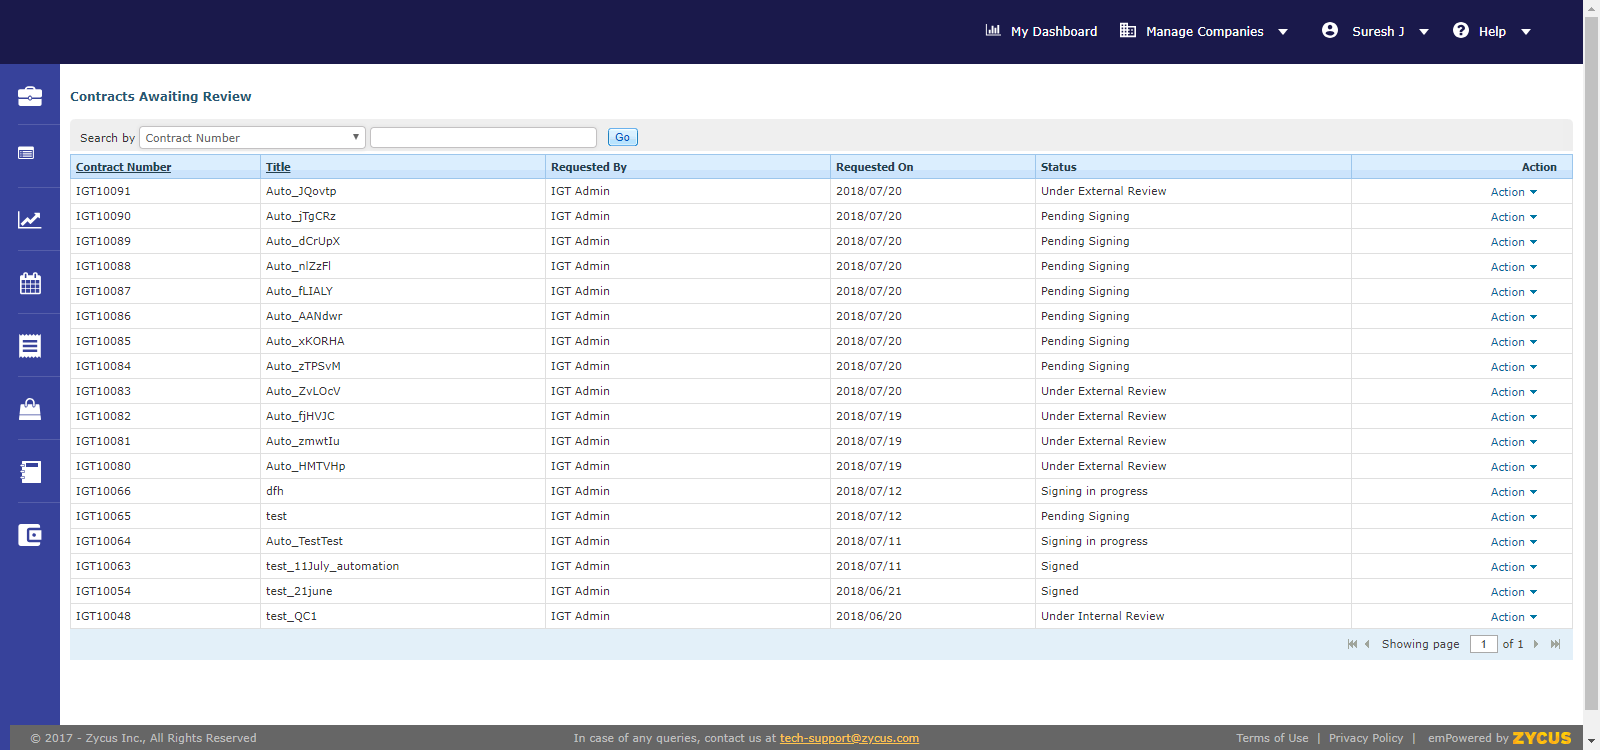 My Dashboard Manage Companies Suresh J Help
Contracts Awaiting Review
Search by Contract Number Go
Contract Number Title Requested By Requested On Status Action
IGT10091 Auto_JQovtp IGT Admin 2018/07/20 Under External Review Action
IGT10090 Auto_jTgCRz IGT Admin 2018/07/20 Pending Signing Action
IGT10089 Auto_dCrUpX IGT Admin 2018/07/20 Pending Signing Action
IGT10088 Auto_nlZzFl IGT Admin 2018/07/20 Pending Signing Action
IGT10087 Auto_fLIALY IGT Admin 2018/07/20 Pending Signing Action
IGT10086 Auto_AANdwr IGT Admin 2018/07/20 Pending Signing Action
IGT10085 Auto_xKORHA IGT Admin 2018/07/20 Pending Signing Action
IGT10084 Auto_zTPSvM IGT Admin 2018/07/20 Pending Signing Action
IGT10083 Auto_ZvLOcV IGT Admin 2018/07/20 Under External Review Action
IGT10082 Auto_fjHVJC IGT Admin 2018/07/19 Under External Review Action
IGT10081 Auto_zmwtIu IGT Admin 2018/07/19 Under External Review Action
IGT10080 Auto_HMTVHp IGT Admin 2018/07/19 Under External Review Action
IGT10066 dfh IGT Admin 2018/07/12 Signing in progress Action
IGT10065 test IGT Admin 2018/07/12 Pending Signing Action
IGT10064 Auto_TestTest IGT Admin 2018/07/11 Signing in progress Action
IGT10063 test_11July_automation IGT Admin 2018/07/11 Signed Action
IGT10054 test_21june IGT Admin 2018/06/21 Signed Action
IGT10048 test_QC1 IGT Admin 2018/06/20 Under Internal Review Action
Showing page 1 of 1
© 2017 - Zycus Inc., All Rights Reserved In case of any queries, contact us at tech-support@zycus.com Terms of Use | Privacy Policy | emPowered by ZYCUS